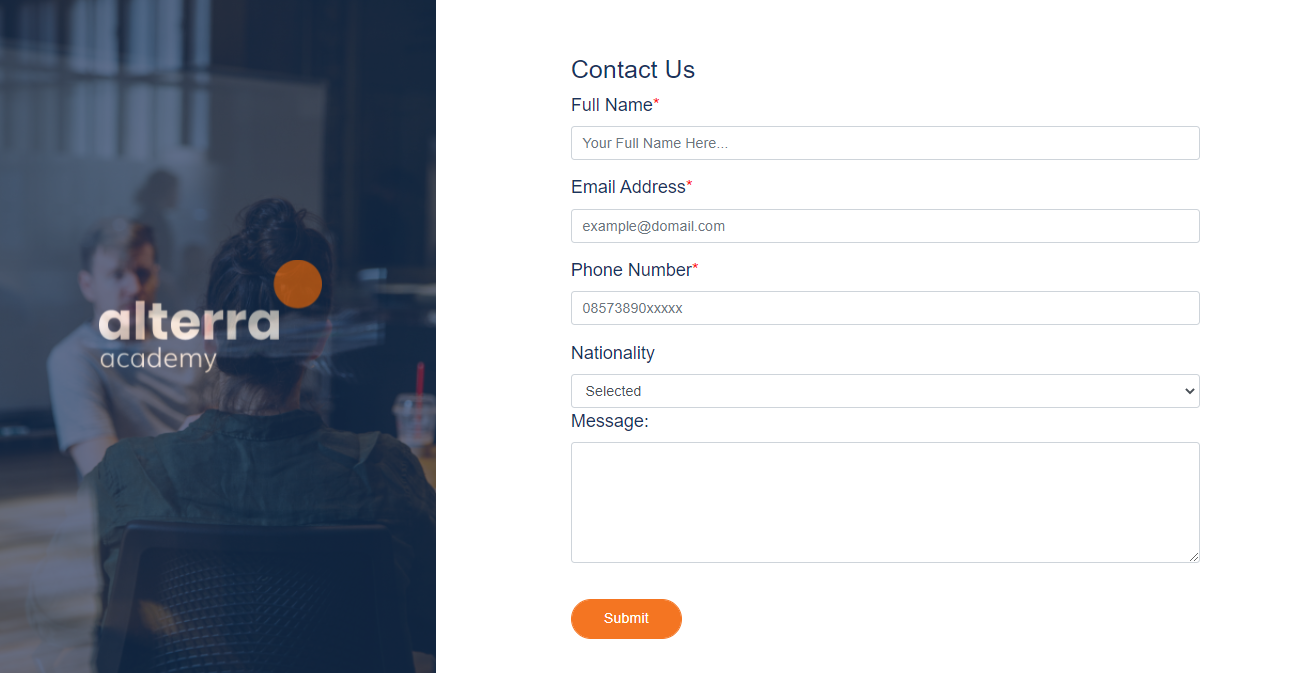 alterra
academy
Contact Us
Full Name*
Your Full Name Here...
Email Address*
example@domail.com
Phone Number*
08573890xxxxx
Nationality
Selected
Message:
Submit